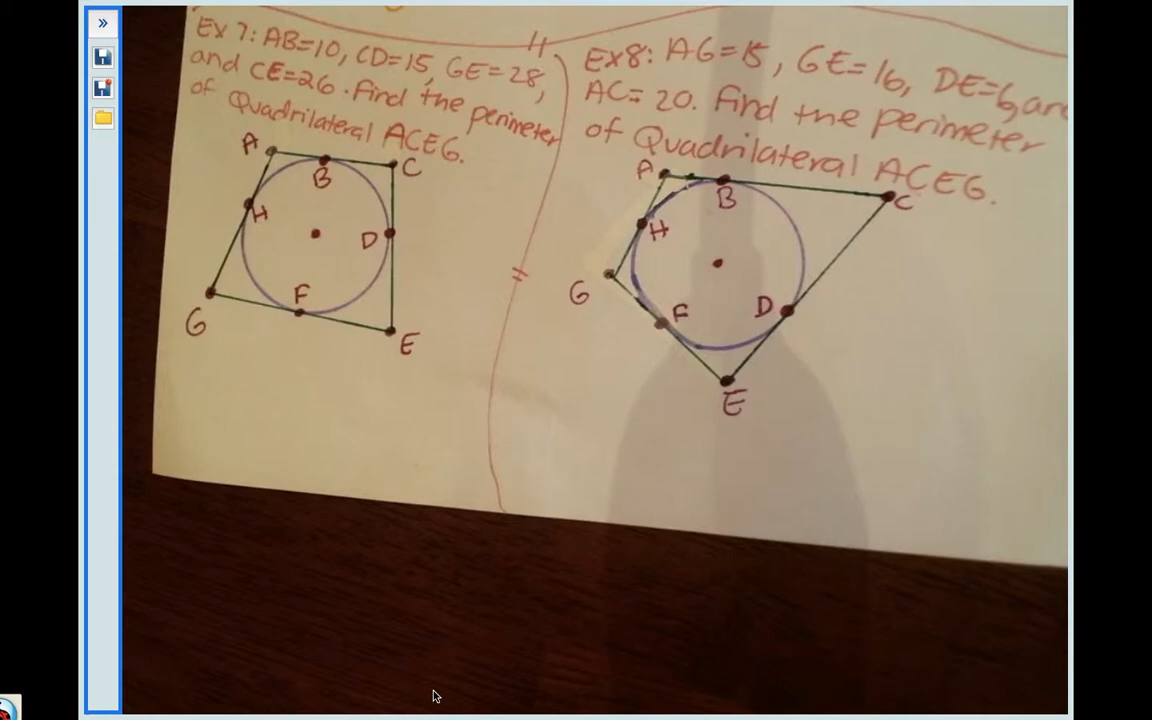 Ex 7: AB=10, CD=15, GE=28,
and CE=26. Find the perimeter
of Quadrilateral ACEG.
A
B
C
H
D
F
G
E
Ex8: AG=15, GE=16, DE=6, and
AC=20. Find the perimeter
of Quadrilateral ACEG.
A
B
C
H
G
F
D
E